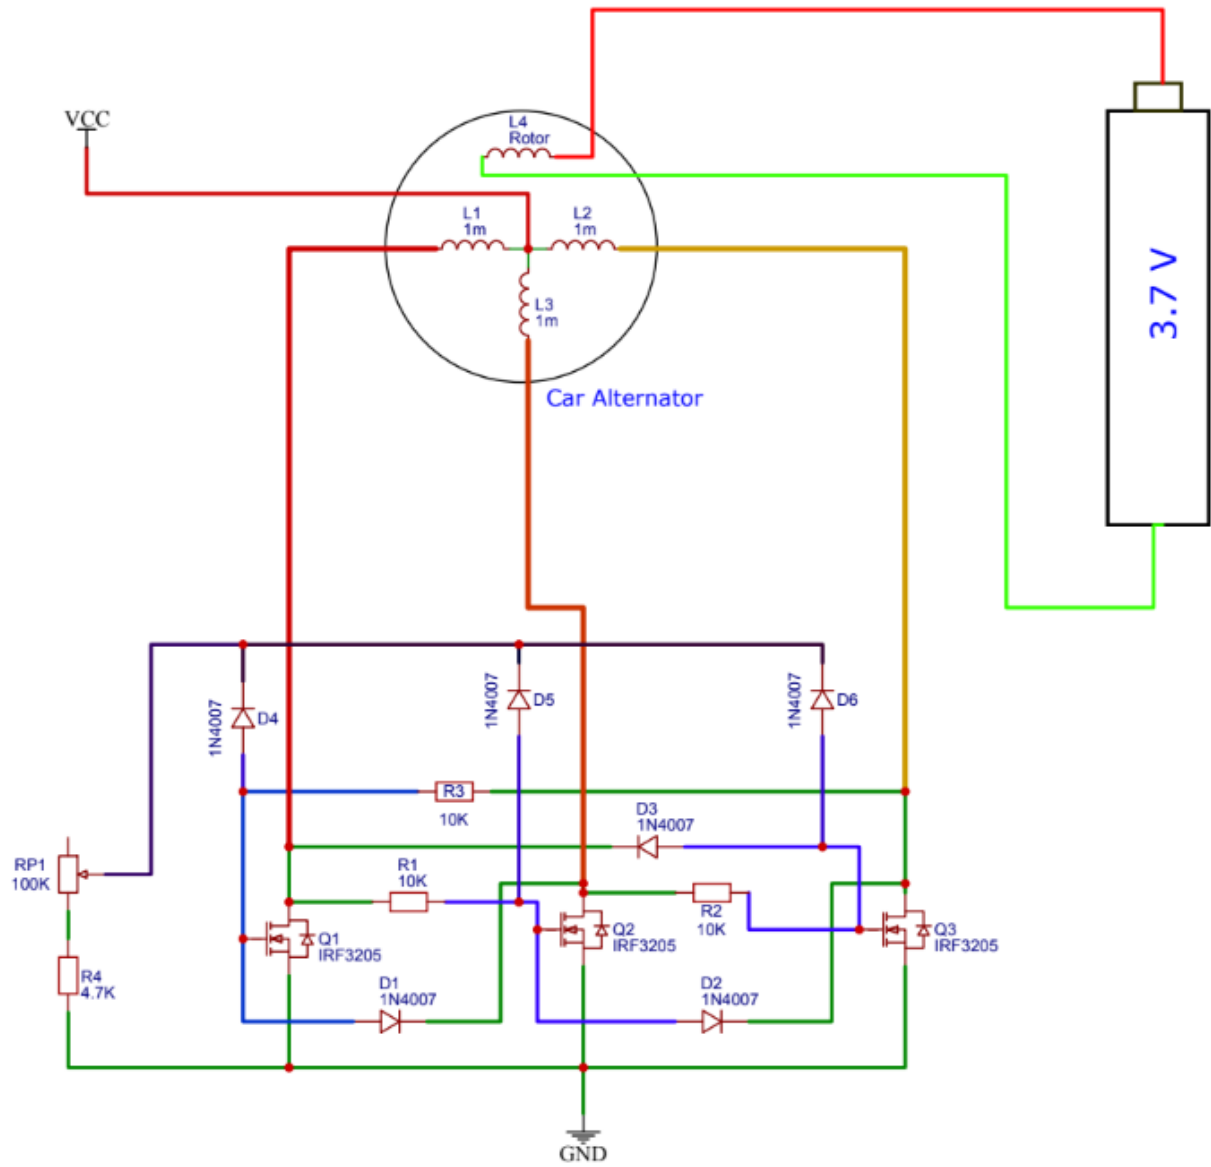 VCC
L4
Rotor
L1
1m
L2
1m
L3
1m
Car Alternator
3.7 V
1N4007
D4
1N4007
D5
1N4007
D6
R3
10K
D3
1N4007
RP1
100K
R1
10K
R2
10K
Q1
IRF3205
Q2
IRF3205
Q3
IRF3205
R4
4.7K
D1
1N4007
D2
1N4007
GND